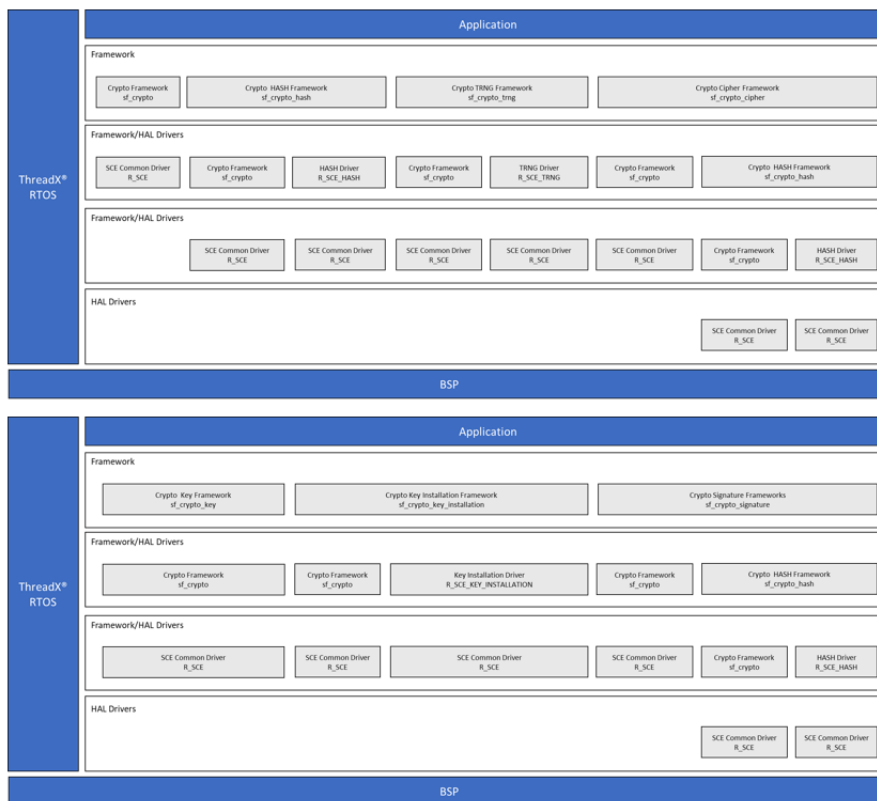 Application
Framework
Crypto Framework
sf_crypto
Crypto HASH Framework
sf_crypto_hash
Crypto TRNG Framework
sf_crypto_trng
Crypto Cipher Framework
sf_crypto_cipher
Framework/HAL Drivers
SCE Common Driver
R_SCE
Crypto Framework
sf_crypto
HASH Driver
R_SCE_HASH
Crypto Framework
sf_crypto
TRNG Driver
R_SCE_TRNG
Crypto Framework
sf_crypto
Crypto HASH Framework
sf_crypto_hash
ThreadX®
RTOS
Framework/HAL Drivers
SCE Common Driver
R_SCE
SCE Common Driver
R_SCE
SCE Common Driver
R_SCE
SCE Common Driver
R_SCE
SCE Common Driver
R_SCE
Crypto Framework
sf_crypto
HASH Driver
R_SCE_HASH
HAL Drivers
SCE Common Driver
R_SCE
SCE Common Driver
R_SCE
BSP
Application
Framework
Crypto Key Framework
sf_crypto_key
Crypto Key Installation Framework
sf_crypto_key_installation
Crypto Signature Frameworks
sf_crypto_signature
Framework/HAL Drivers
Crypto Framework
sf_crypto
Crypto Framework
sf_crypto
Key Installation Driver
R_SCE_KEY_INSTALLATION
Crypto Framework
sf_crypto
Crypto HASH Framework
sf_crypto_hash
ThreadX®
RTOS
Framework/HAL Drivers
SCE Common Driver
R_SCE
SCE Common Driver
R_SCE
SCE Common Driver
R_SCE
SCE Common Driver
R_SCE
Crypto Framework
sf_crypto
HASH Driver
R_SCE_HASH
HAL Drivers
SCE Common Driver
R_SCE
SCE Common Driver
R_SCE
BSP